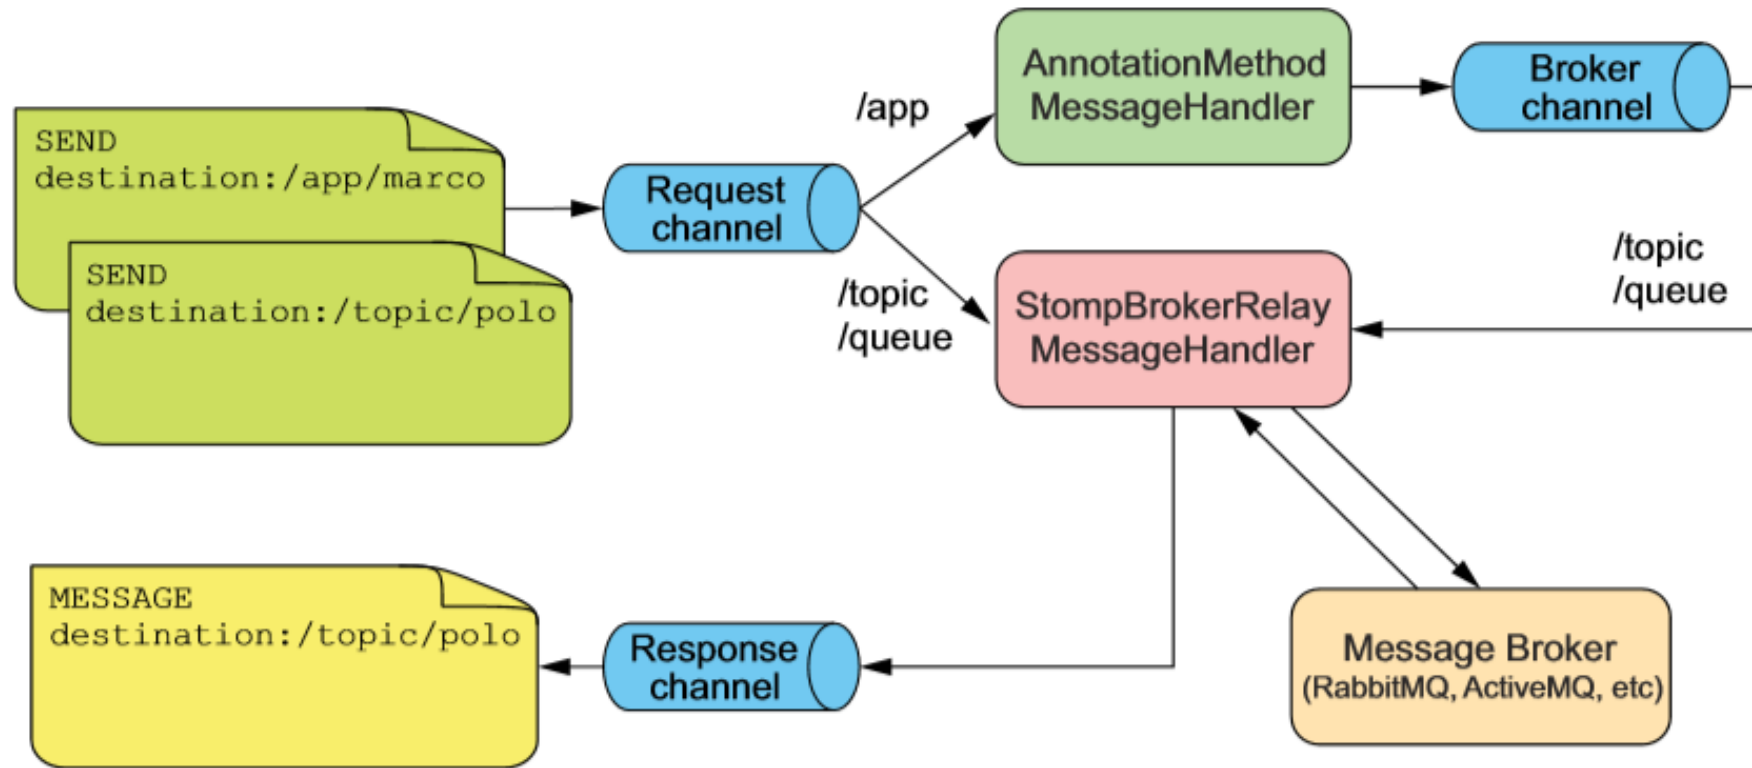 SEND
destination:/app/marco
SEND
destination:/topic/polo
Request
channel
/app
/topic
/queue
AnnotationMethod
MessageHandler
Broker
channel
StompBrokerRelay
MessageHandler
/topic
/queue
MESSAGE
destination:/topic/polo
Response
channel
Message Broker
(RabbitMQ, ActiveMQ, etc)